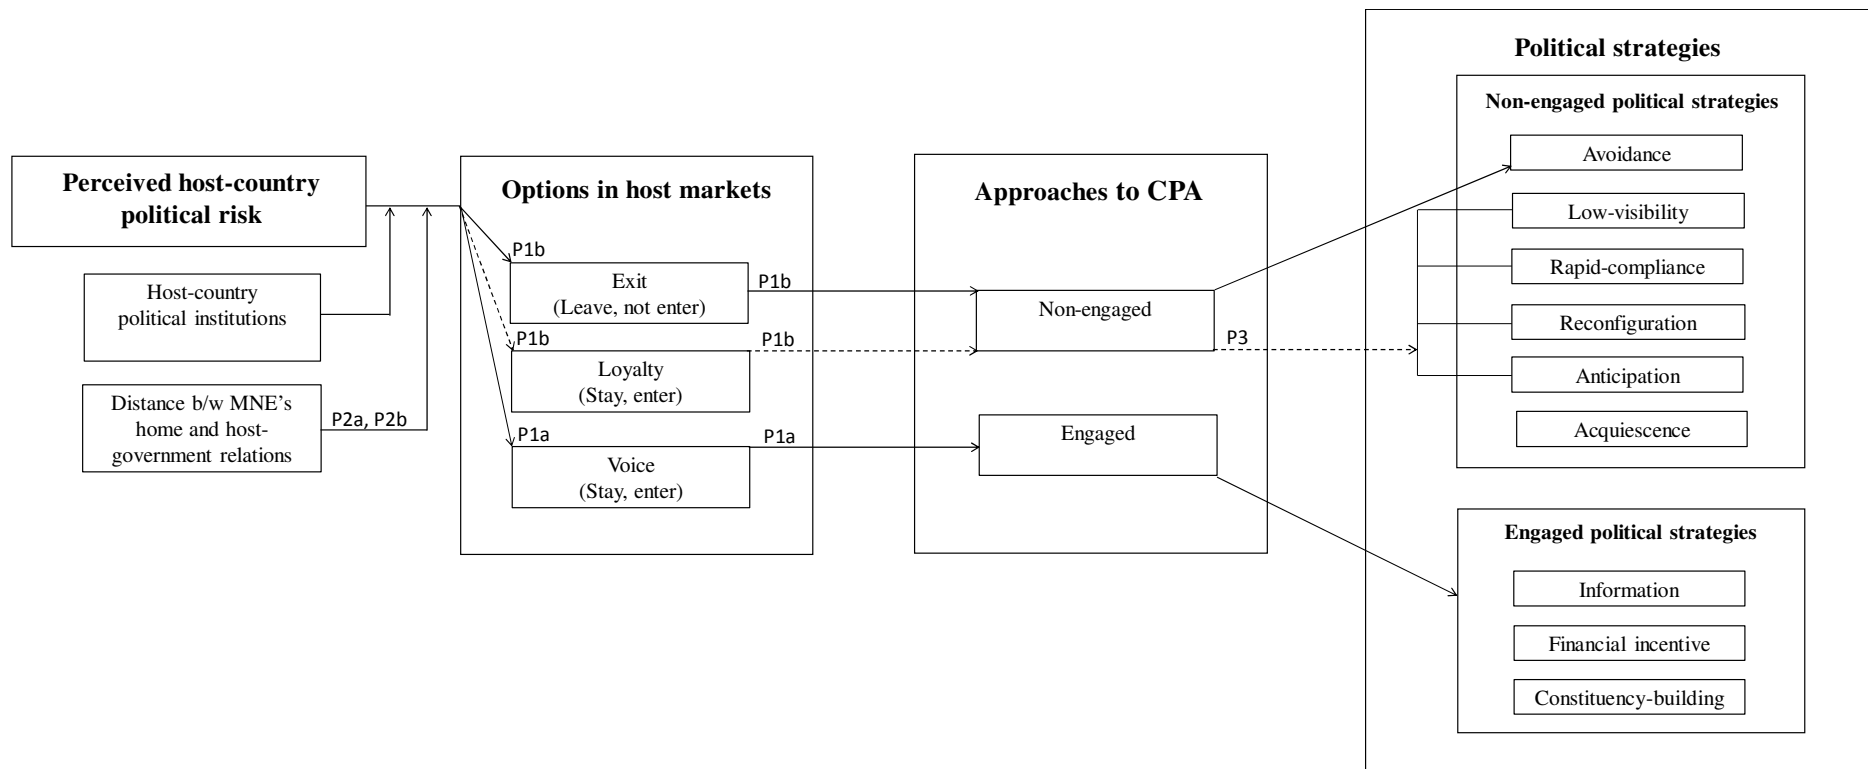 Perceived host-country
political risk
Host-country
political institutions
Distance b/w MNE's
home and host-
government relations
P2a, P2b
Options in host markets
P1b
Exit
(Leave, not enter)
P1b
P1b
Loyalty
(Stay, enter)
P1b
P1a
Voice
(Stay, enter)
P1a
Approaches to CPA
Non-engaged
P3
Engaged
Political strategies
Non-engaged political strategies
Avoidance
Low-visibility
Rapid-compliance
Reconfiguration
Anticipation
Acquiescence
Engaged political strategies
Information
Financial incentive
Constituency-building